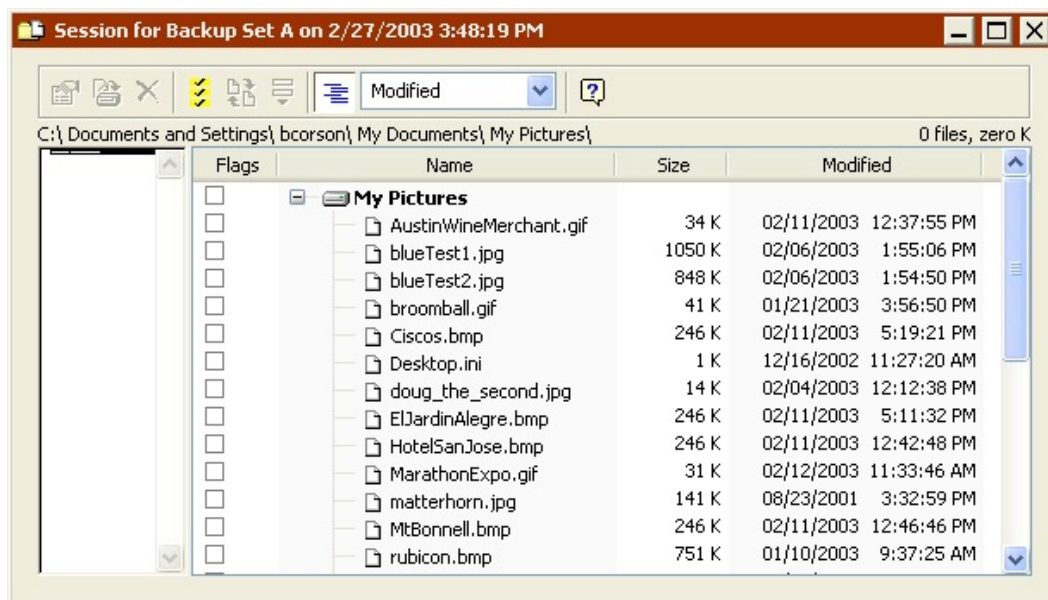 Session for Backup Set A on 2/27/2003 3:48:19 PM
Modified
C:\ Documents and Settings\ bcorson\ My Documents\ My Pictures\ 0 files, zero K
Flags Name Size Modified
My Pictures
AustinWineMerchant.gif 34 K 02/11/2003 12:37:55 PM
blueTest1.jpg 1050 K 02/06/2003 1:55:06 PM
blueTest2.jpg 848 K 02/06/2003 1:54:50 PM
broomball.gif 41 K 01/21/2003 3:56:50 PM
Ciscos.bmp 246 K 02/11/2003 5:19:21 PM
Desktop.ini 1 K 12/16/2002 11:27:20 AM
doug_the_second.jpg 14 K 02/04/2003 12:12:38 PM
ElJardinAlegre.bmp 246 K 02/11/2003 5:11:32 PM
HotelSanJose.bmp 246 K 02/11/2003 12:42:48 PM
MarathonExpo.gif 31 K 02/12/2003 11:33:46 AM
matterhorn.jpg 141 K 08/23/2001 3:32:59 PM
MtBonnell.bmp 246 K 02/11/2003 12:46:46 PM
rubicon.bmp 751 K 01/10/2003 9:37:25 AM